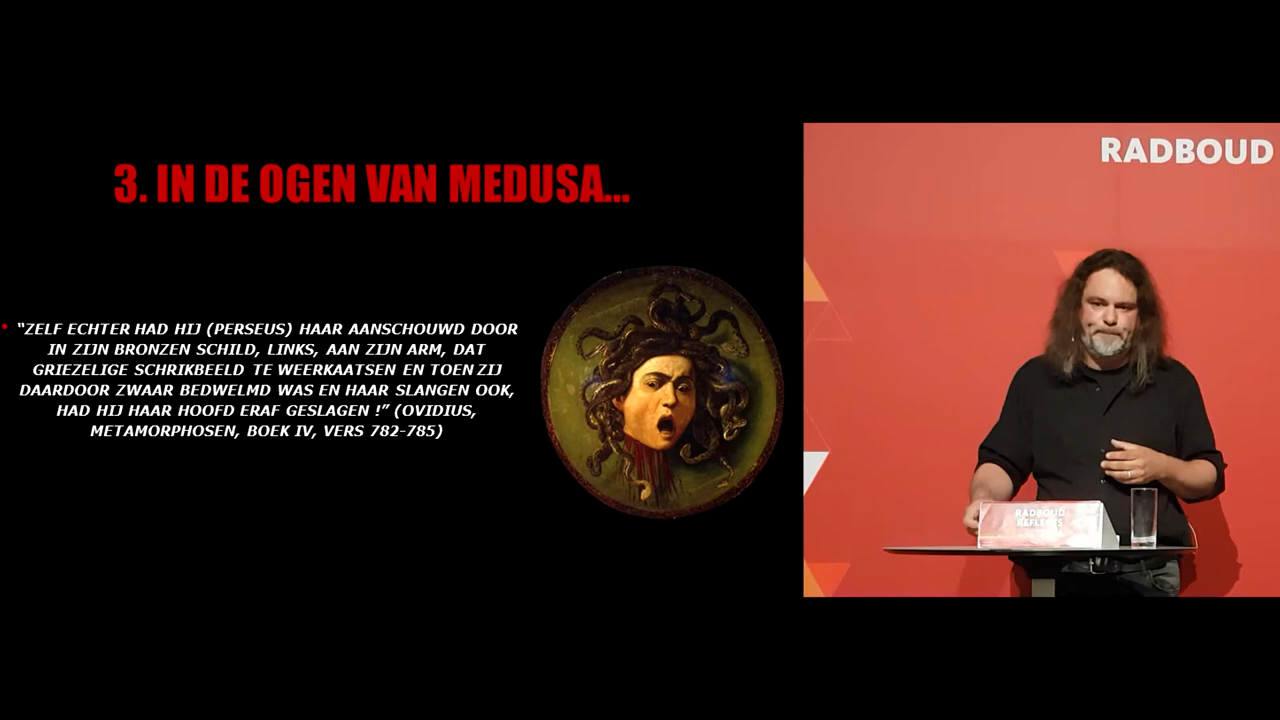 3. IN DE OGEN VAN MEDUSA...
• "ZELF ECHTER HAD HIJ (PERSEUS) HAAR AANSCHOUWD DOOR
IN ZIJN BRONZEN SCHILD, LINKS, AAN ZIJN ARM, DAT
GRIEZELIGE SCHRIKBEELD TE WEERKAATSEN EN TOEN ZIJ
DAARDOOR ZWAAR BEDWELMD WAS EN HAAR SLANGEN OOK,
HAD HIJ HAAR HOOFD ERAF GESLAGEN !" (OVIDIUS,
METAMORPHOSEN, BOEK IV, VERS 782-785)
RADBOUD
RADBOUD
REFLECTS